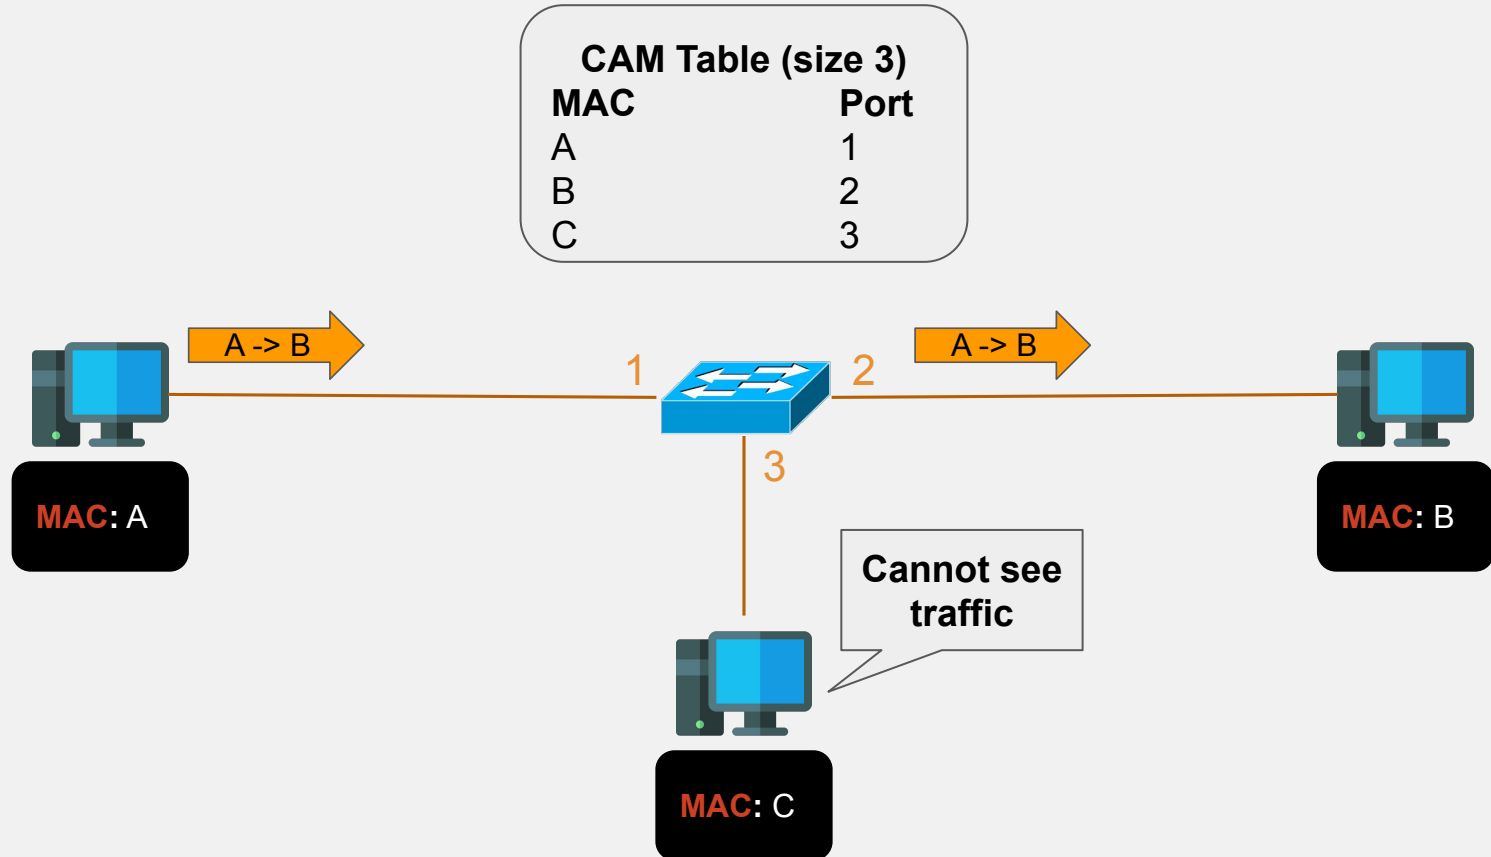 CAM Table (size 3)
MAC Port
A 1
B 2
C 3
A -> B
A -> B
1
2
3
MAC: A
MAC: B
Cannot see
traffic
MAC: C